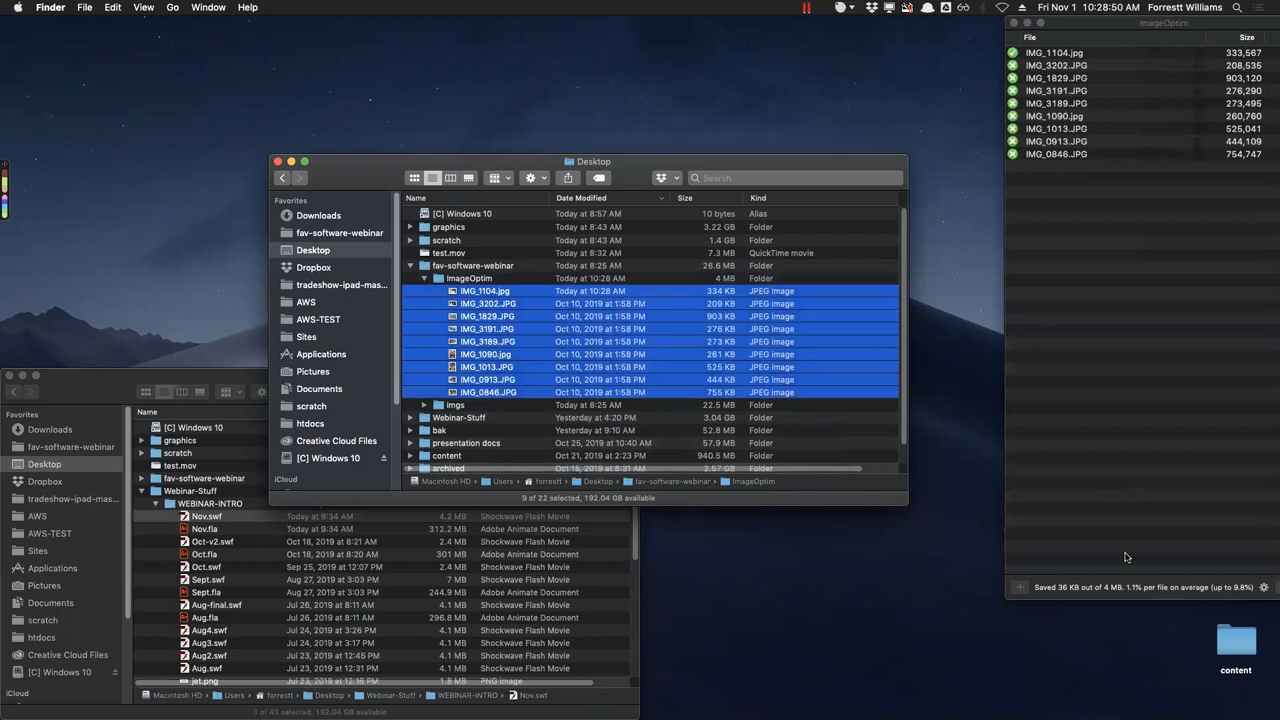 Finder File Edit View Go Window Help Fri Nov 1 10:28:50 AM Forrestt Williams
ImageOptim
File Size
IMG_1104.jpg 333,567
IMG_3202.JPG 208,535
IMG_1829.JPG 903,120
IMG_3191.JPG 276,290
IMG_3189.JPG 273,495
IMG_1090.jpg 260,760
IMG_1013.JPG 525,041
IMG_0913.JPG 444,109
IMG_0846.JPG 754,747
Saved 36 KB out of 4 MB. 1.1% per file on average (up to 9.8%)
Desktop
Search
Favorites
Downloads
fav-software-webinar
Desktop
Dropbox
tradeshow-ipad-mas...
AWS
AWS-TEST
Sites
Applications
Pictures
Documents
scratch
htdocs
Creative Cloud Files
[C] Windows 10
iCloud
Name Date Modified Size Kind
[C] Windows 10 Today at 8:57 AM 10 bytes Alias
graphics Today at 8:43 AM 3.22 GB Folder
scratch Today at 8:43 AM 1.4 GB Folder
test.mov Today at 8:32 AM 7.3 MB QuickTime movie
fav-software-webinar Today at 8:25 AM 26.6 MB Folder
ImageOptim Today at 10:28 AM 4 MB Folder
IMG_1104.jpg Today at 10:28 AM 334 KB JPEG image
IMG_3202.JPG Oct 10, 2019 at 1:58 PM 209 KB JPEG image
IMG_1829.JPG Oct 10, 2019 at 1:58 PM 903 KB JPEG image
IMG_3191.JPG Oct 10, 2019 at 1:58 PM 276 KB JPEG image
IMG_3189.JPG Oct 10, 2019 at 1:58 PM 273 KB JPEG image
IMG_1090.jpg Oct 10, 2019 at 1:58 PM 261 KB JPEG image
IMG_1013.JPG Oct 10, 2019 at 1:58 PM 525 KB JPEG image
IMG_0913.JPG Oct 10, 2019 at 1:58 PM 444 KB JPEG image
IMG_0846.JPG Oct 10, 2019 at 1:58 PM 755 KB JPEG image
imgs Today at 8:25 AM 22.5 MB Folder
Webinar-Stuff Yesterday at 4:20 PM 3.04 GB Folder
bak Yesterday at 9:10 AM 52.8 MB Folder
presentation docs Oct 25, 2019 at 10:40 AM 57.9 MB Folder
content Oct 21, 2019 at 2:23 PM 940.5 MB Folder
archived Oct 15, 2019 at 8:31 AM 2.57 GB Folder
Macintosh HD Users forrestt Desktop fav-software-webinar ImageOptim
9 of 22 selected, 192.04 GB available
Favorites
Downloads
fav-software-webinar
Desktop
Dropbox
tradeshow-ipad-mas...
AWS
AWS-TEST
Sites
Applications
Pictures
Documents
scratch
htdocs
Creative Cloud Files
[C] Windows 10
iCloud
Name
[C] Windows 10
graphics
scratch
test.mov
fav-software-webinar
Webinar-Stuff
WEBINAR-INTRO
Nov.swf Today at 9:34 AM 4.2 MB Shockwave Flash Movie
Nov.fla Today at 9:34 AM 312.2 MB Adobe Animate Document
Oct-v2.swf Oct 18, 2019 at 8:21 AM 2.4 MB Shockwave Flash Movie
Oct.fla Oct 18, 2019 at 8:20 AM 301 MB Adobe Animate Document
Oct.swf Sep 25, 2019 at 12:07 PM 2.4 MB Shockwave Flash Movie
Sept.swf Aug 27, 2019 at 3:03 PM 7 MB Shockwave Flash Movie
Sept.fla Aug 27, 2019 at 3:03 PM 244.9 MB Adobe Animate Document
Aug-final.swf Jul 26, 2019 at 8:11 AM 4 MB Shockwave Flash Movie
Aug.fla Jul 26, 2019 at 8:11 AM 296.8 MB Adobe Animate Document
Aug4.swf Jul 24, 2019 at 3:26 PM 4 MB Shockwave Flash Movie
Aug3.swf Jul 24, 2019 at 3:17 PM 4 MB Shockwave Flash Movie
Aug2.swf Jul 23, 2019 at 12:45 PM 4 MB Shockwave Flash Movie
Aug.swf Jul 23, 2019 at 12:31 PM 4 MB Shockwave Flash Movie
jet.png Jul 23, 2019 at 12:16 PM 1.8 MB PNG image
Macintosh HD Users forrestt Desktop Webinar-Stuff WEBINAR-INTRO Nov.swf
1 of 43 selected, 192.04 GB available
content